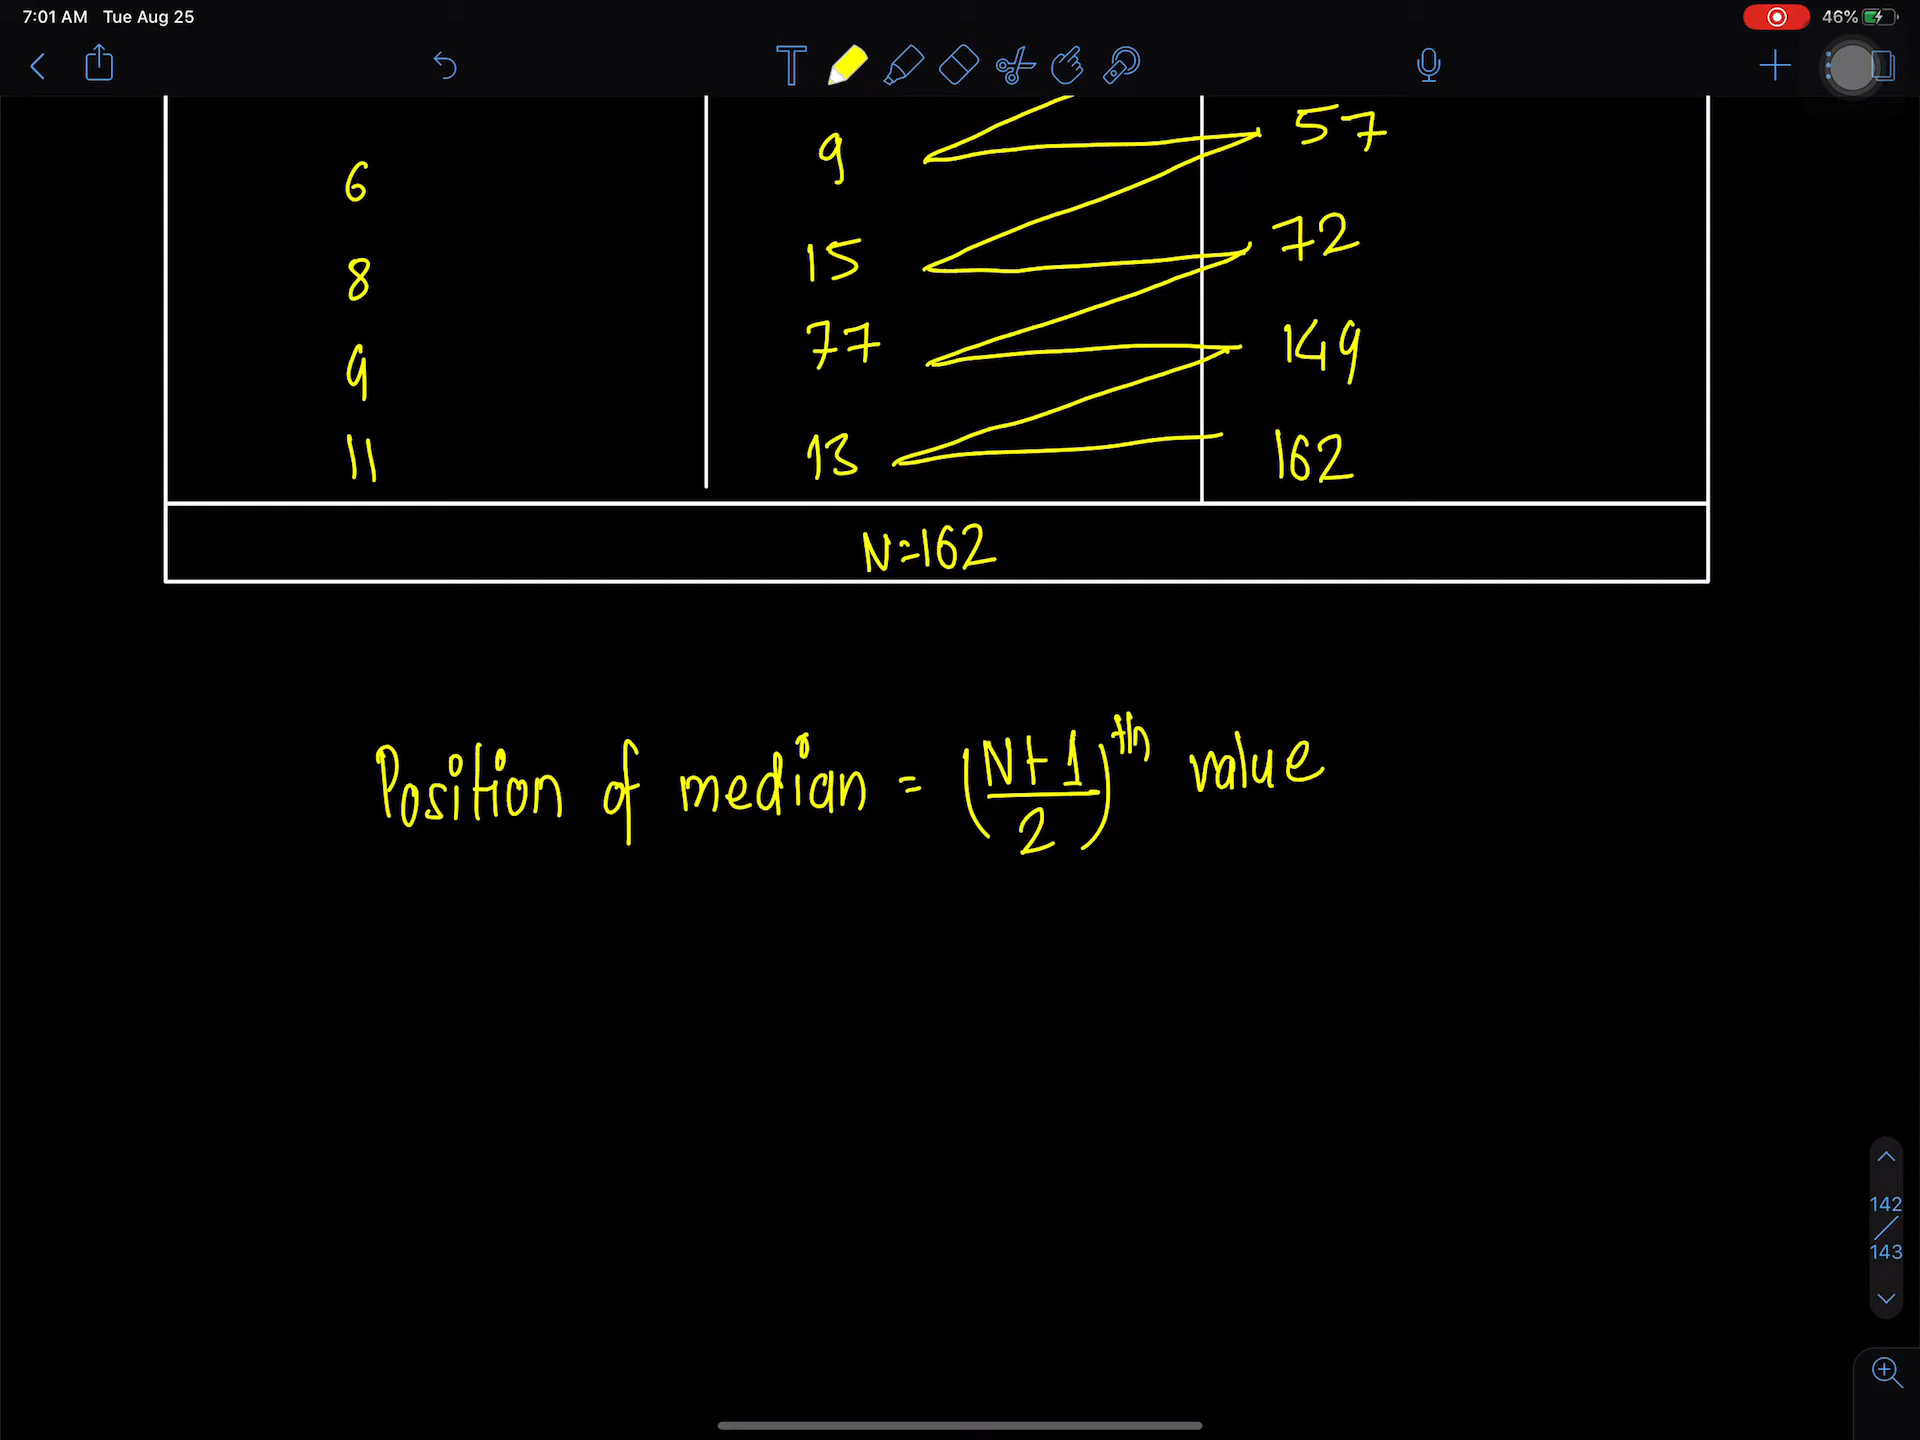 7:01 AM Tue Aug 25
46%
T
9 57
6
15 72
8
77 149
9
11 13 162
N=162
Position of median = (N+1/2)th value
142
143